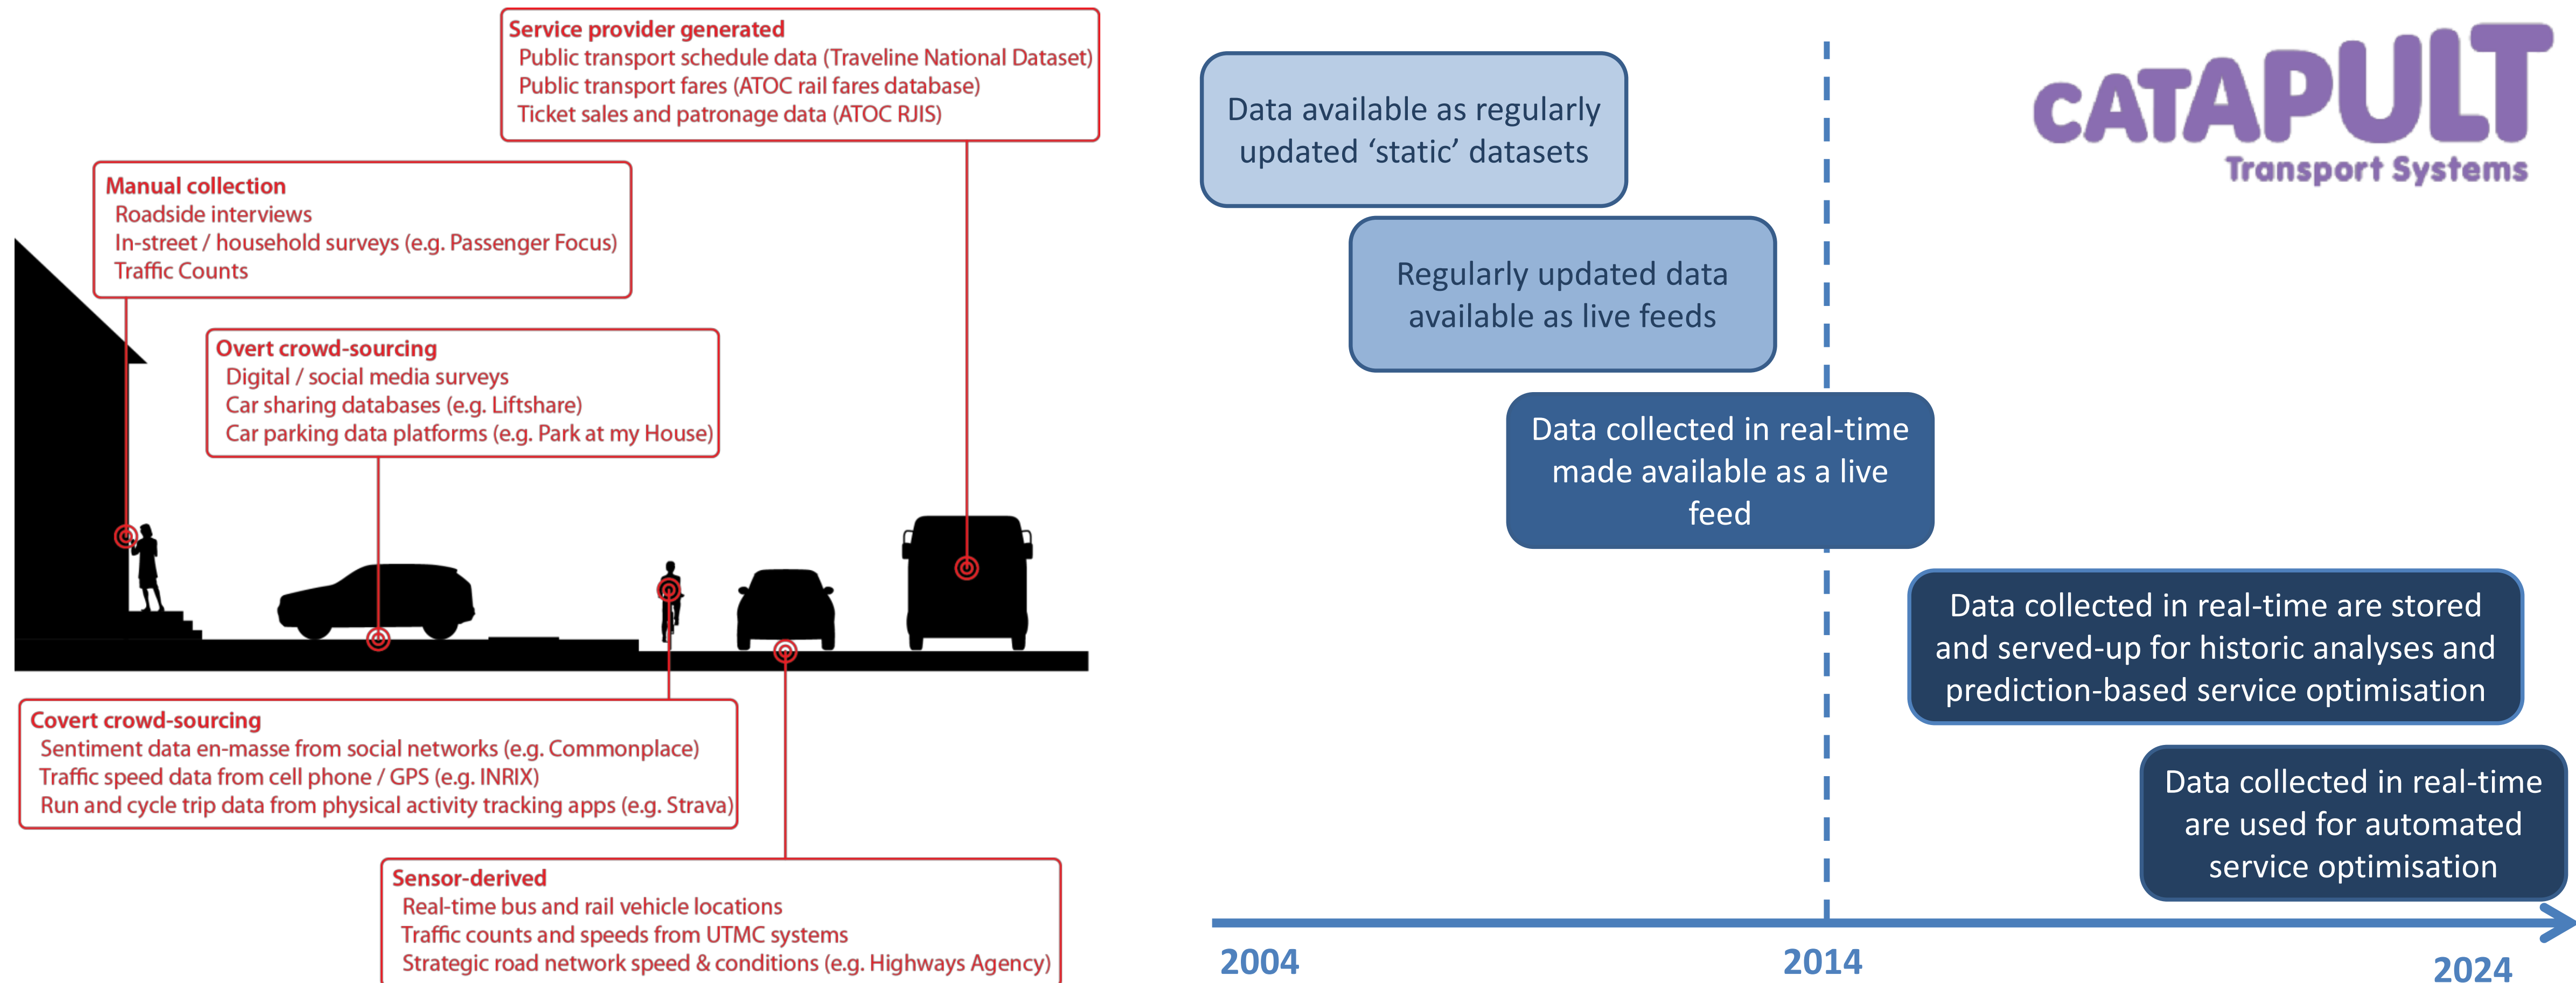 Service provider generated
Public transport schedule data (Traveline National Dataset)
Public transport fares (ATOC rail fares database)
Ticket sales and patronage data (ATOC RJIS)
Manual collection
Roadside interviews
In-street / household surveys (e.g. Passenger Focus)
Traffic Counts
Overt crowd-sourcing
Digital / social media surveys
Car sharing databases (e.g. Liftshare)
Car parking data platforms (e.g. Park at my House)
Covert crowd-sourcing
Sentiment data en-masse from social networks (e.g. Commonplace)
Traffic speed data from cell phone / GPS (e.g. INRIX)
Run and cycle trip data from physical activity tracking apps (e.g. Strava)
Sensor-derived
Real-time bus and rail vehicle locations
Traffic counts and speeds from UTMC systems
Strategic road network speed & conditions (e.g. Highways Agency)
CATAPULT
Transport Systems
Data available as regularly
updated ‘static’ datasets
Regularly updated data
available as live feeds
Data collected in real-time
made available as a live
feed
Data collected in real-time are stored
and served-up for historic analyses and
prediction-based service optimisation
Data collected in real-time
are used for automated
service optimisation
2004
2014
2024